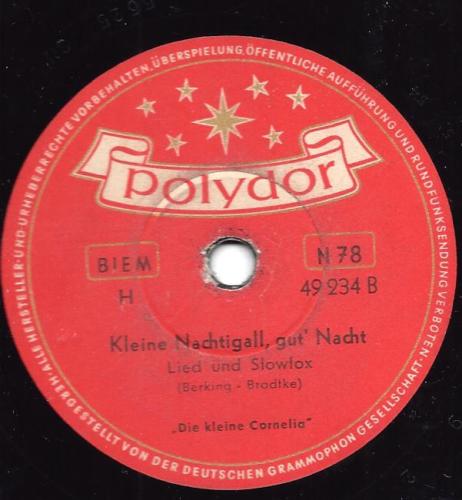 ALLE HERSTELLER-UND-URHEBERRECHTE VORBEHALTEN. ÜBERSPIELUNG, ÖFFENTLICHE AUFFÜHRUNG UND RUNDFUNKSENDUNG VERBOTEN.
polydor
BIEM
N 78
H
49 234 B
Kleine Nachtigall, gut' Nacht
Lied und Slowfox
(Berking - Bradtke)
„Die kleine Cornelia"
HERGESTELLT VON DER DEUTSCHEN GRAMMOPHON GESELLSCHAFT